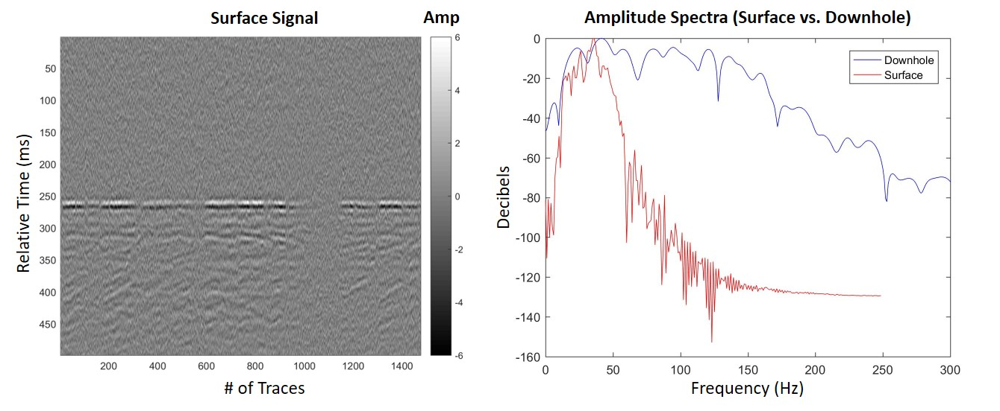 Surface Signal
Amp
50
100
150
200
250
300
350
400
450
Relative Time (ms)
200 400 600 800 1000 1200 1400
# of Traces
6
4
2
0
-2
-4
-6
Amplitude Spectra (Surface vs. Downhole)
0
-20
-40
-60
-80
-100
-120
-140
-160
Decibels
Downhole
Surface
0 50 100 150 200 250 300
Frequency (Hz)